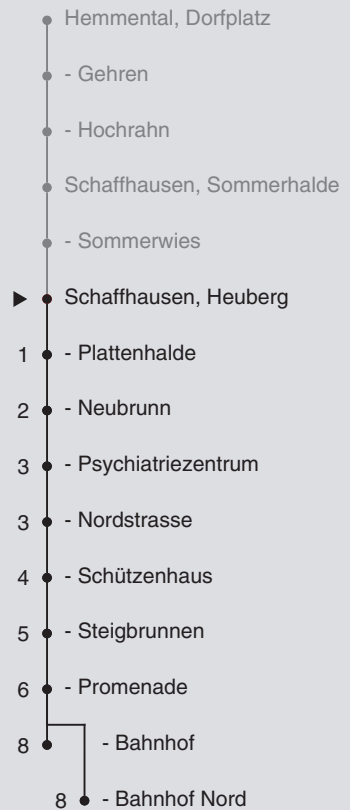 Hemmental, Dorfplatz
- Gehren
- Hochrahn
Schaffhausen, Sommerhalde
- Sommerwies
Schaffhausen, Heuberg
1 - Plattenhalde
2 - Neubrunn
3 - Psychiatriezentrum
3 - Nordstrasse
4 - Schützenhaus
5 - Steigbrunnen
6 - Promenade
8 - Bahnhof
8 - Bahnhof Nord